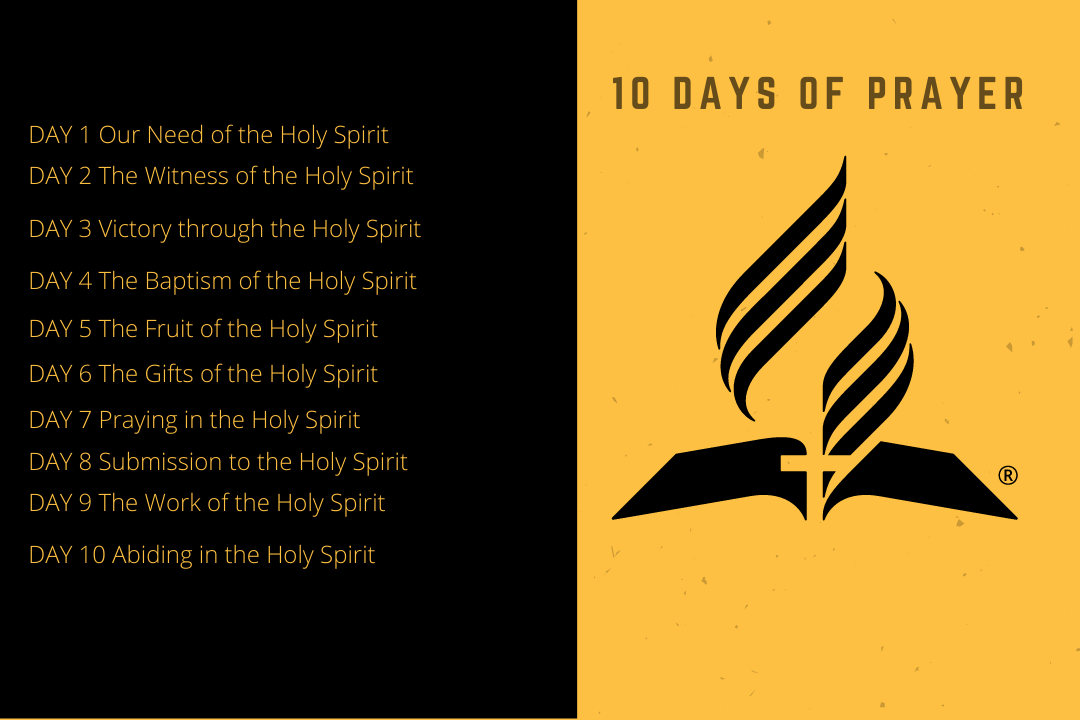 DAY 1 Our Need of the Holy Spirit
DAY 2 The Witness of the Holy Spirit
DAY 3 Victory through the Holy Spirit
DAY 4 The Baptism of the Holy Spirit
DAY 5 The Fruit of the Holy Spirit
DAY 6 The Gifts of the Holy Spirit
DAY 7 Praying in the Holy Spirit
DAY 8 Submission to the Holy Spirit
DAY 9 The Work of the Holy Spirit
DAY 10 Abiding in the Holy Spirit
10 DAYS OF PRAYER
®